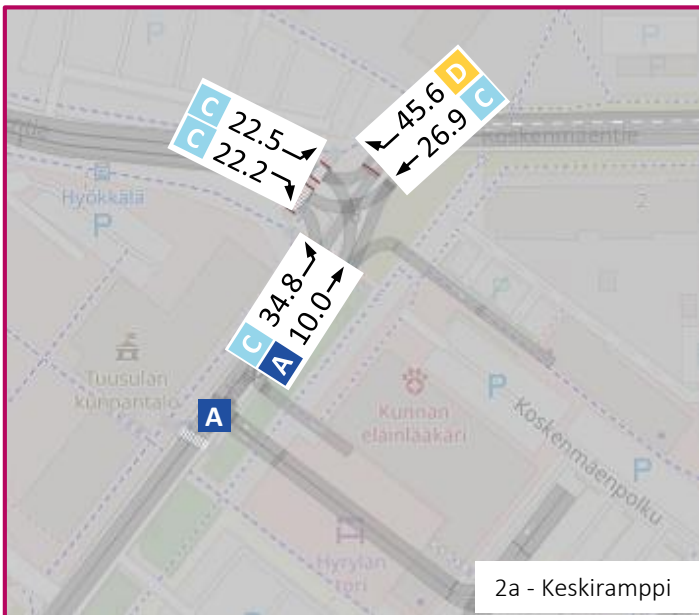 P
P
P
45.6 D
26.9 C
C 22.5
C 22.2
Koskenmäentie
Hyökkälä
P
2
P
C 34.8
A 10.0
Tuusulan
kunnantalo
A
Kunnan
eläinlääkäri
P
Koskenmäenpolku
P
Hyrylän
tori
2a - Keskiramppi